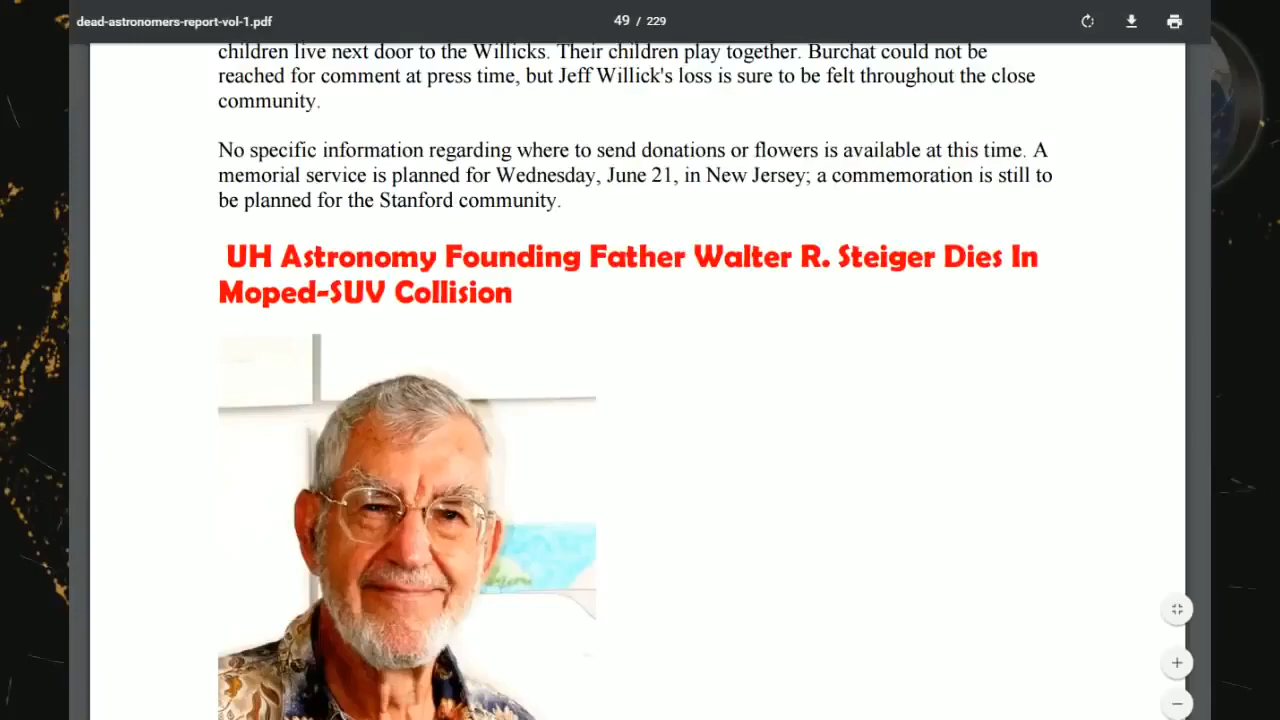 dead-astronomers-report-vol-1.pdf
49 / 229
children live next door to the Willicks. Their children play together. Burchat could not be
reached for comment at press time, but Jeff Willick's loss is sure to be felt throughout the close
community.
No specific information regarding where to send donations or flowers is available at this time. A
memorial service is planned for Wednesday, June 21, in New Jersey; a commemoration is still to
be planned for the Stanford community.
UH Astronomy Founding Father Walter R. Steiger Dies In
Moped-SUV Collision